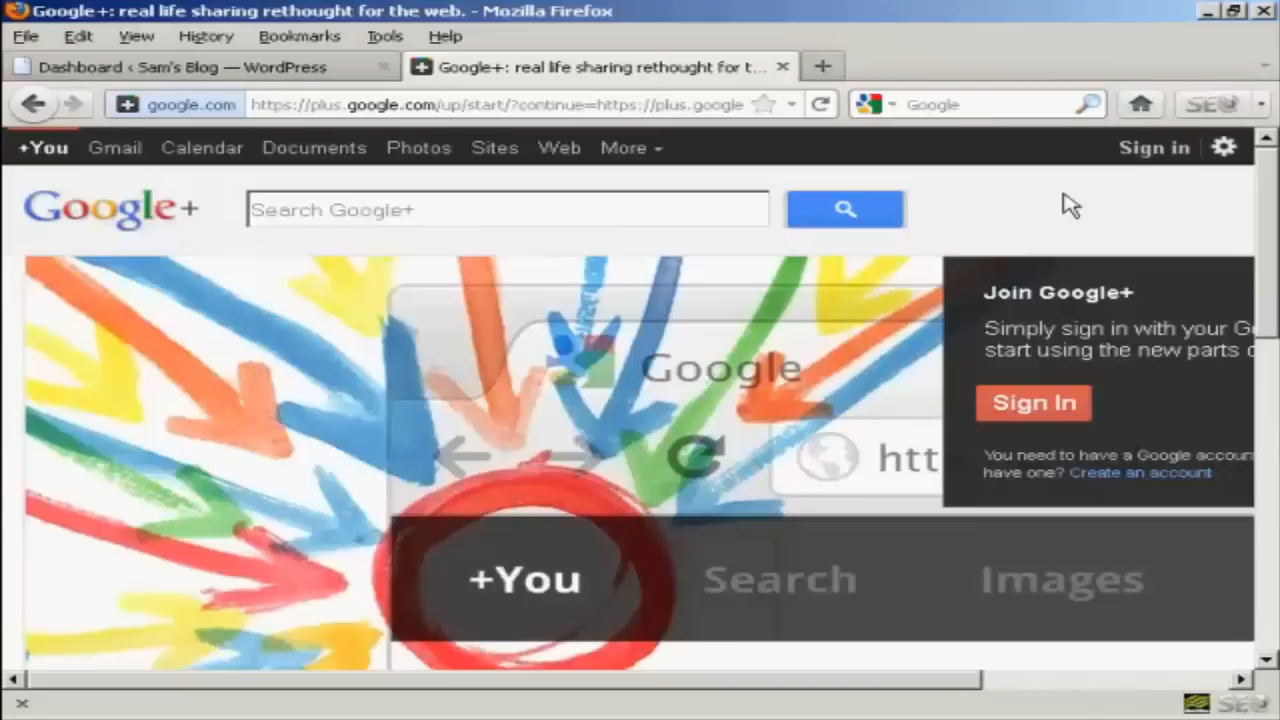 Google+: real life sharing rethought for the web. - Mozilla Firefox
File Edit View History Bookmarks Tools Help
Dashboard ‹ Sam's Blog — WordPress
Google+: real life sharing rethought for t...
google.com https://plus.google.com/up/start/?continue=https://plus.google
Google
+You Gmail Calendar Documents Photos Sites Web More
Sign in
Google+
Search Google+
Join Google+
Simply sign in with your G
start using the new parts
Sign In
You need to have a Google accoun
have one? Create an account
Google
htt
+You Search Images